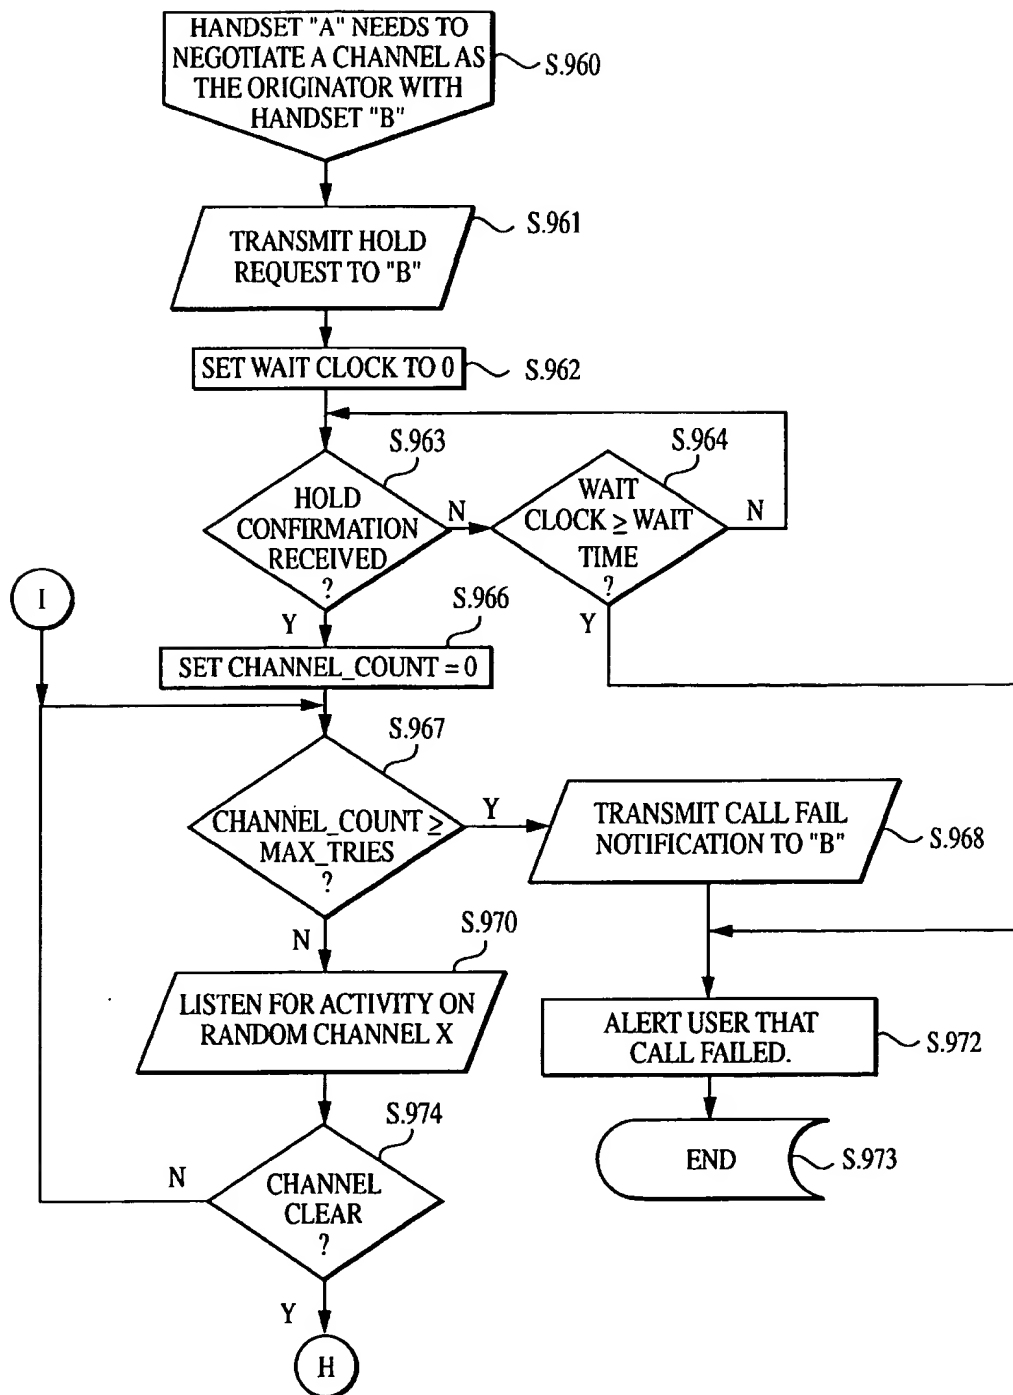 HANDSET "A" NEEDS TO
NEGOTIATE A CHANNEL AS
THE ORIGINATOR WITH
HANDSET "B"
S.960
TRANSMIT HOLD
REQUEST TO "B"
S.961
SET WAIT CLOCK TO 0
S.962
S.963
HOLD
CONFIRMATION
RECEIVED
?
N
Y
S.964
WAIT
CLOCK ≥ WAIT
TIME
?
N
Y
I
S.966
SET CHANNEL_COUNT = 0
S.967
CHANNEL_COUNT ≥
MAX_TRIES
?
Y
N
TRANSMIT CALL FAIL
NOTIFICATION TO "B"
S.968
S.970
LISTEN FOR ACTIVITY ON
RANDOM CHANNEL X
ALERT USER THAT
CALL FAILED.
S.972
S.974
CHANNEL
CLEAR
?
N
Y
END
S.973
H